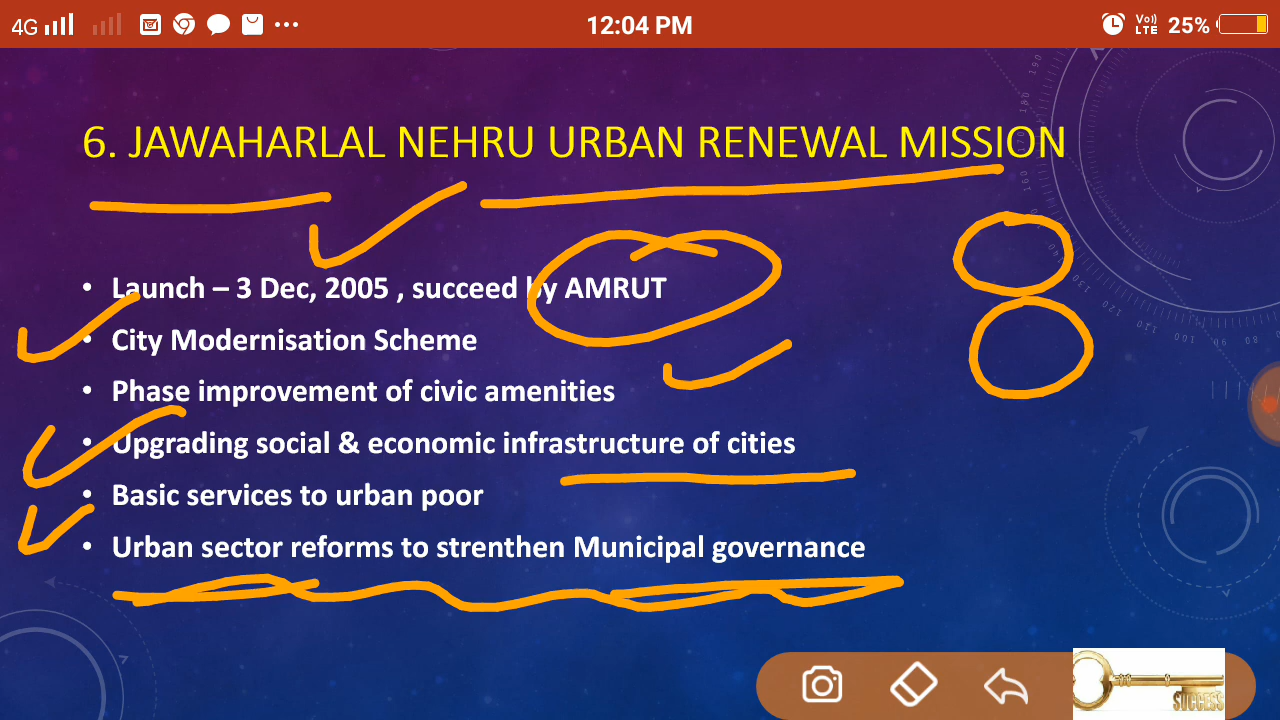 4G 12:04 PM Vo)) LTE 25%
6. JAWAHARLAL NEHRU URBAN RENEWAL MISSION
• Launch – 3 Dec, 2005 , succeed by AMRUT
• City Modernisation Scheme
• Phase improvement of civic amenities
• Upgrading social & economic infrastructure of cities
• Basic services to urban poor
• Urban sector reforms to strenthen Municipal governance
SUCCESS